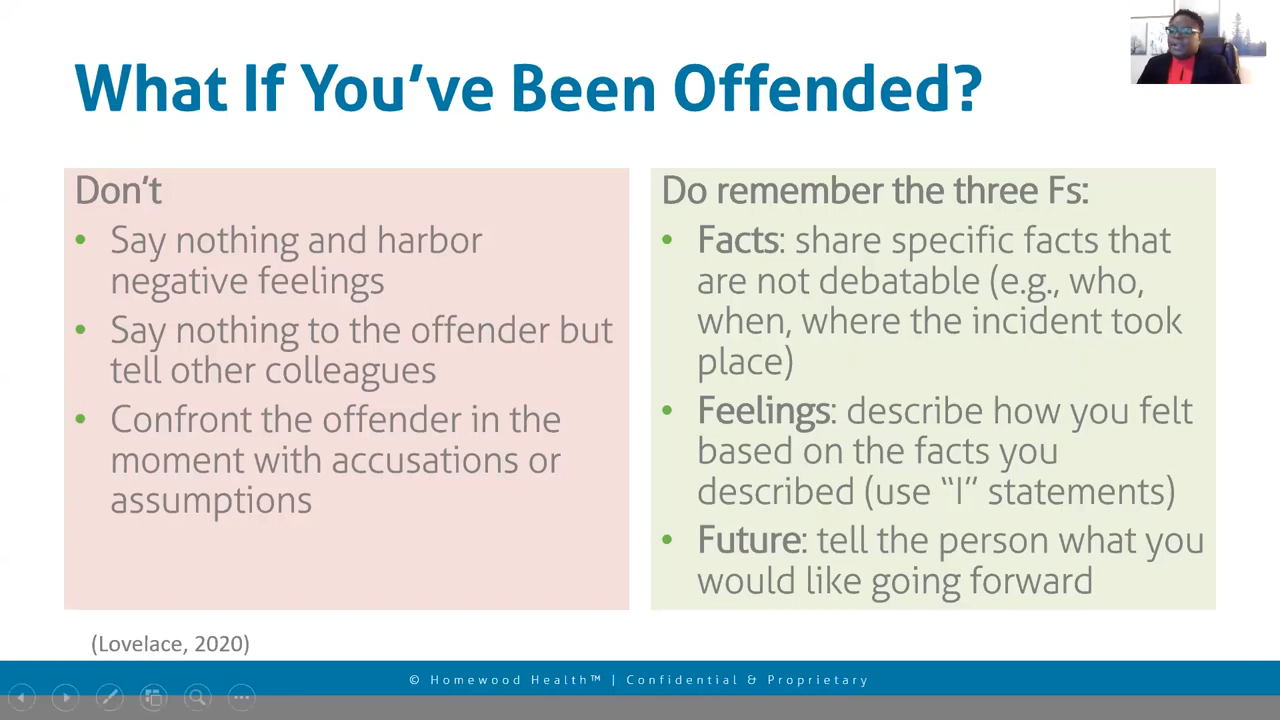 What If You've Been Offended?
Don't
• Say nothing and harbor
negative feelings
• Say nothing to the offender but
tell other colleagues
• Confront the offender in the
moment with accusations or
assumptions
Do remember the three Fs:
• Facts: share specific facts that
are not debatable (e.g., who,
when, where the incident took
place)
• Feelings: describe how you felt
based on the facts you
described (use “I” statements)
• Future: tell the person what you
would like going forward
(Lovelace, 2020)
© Homewood Health™ | Confidential & Proprietary